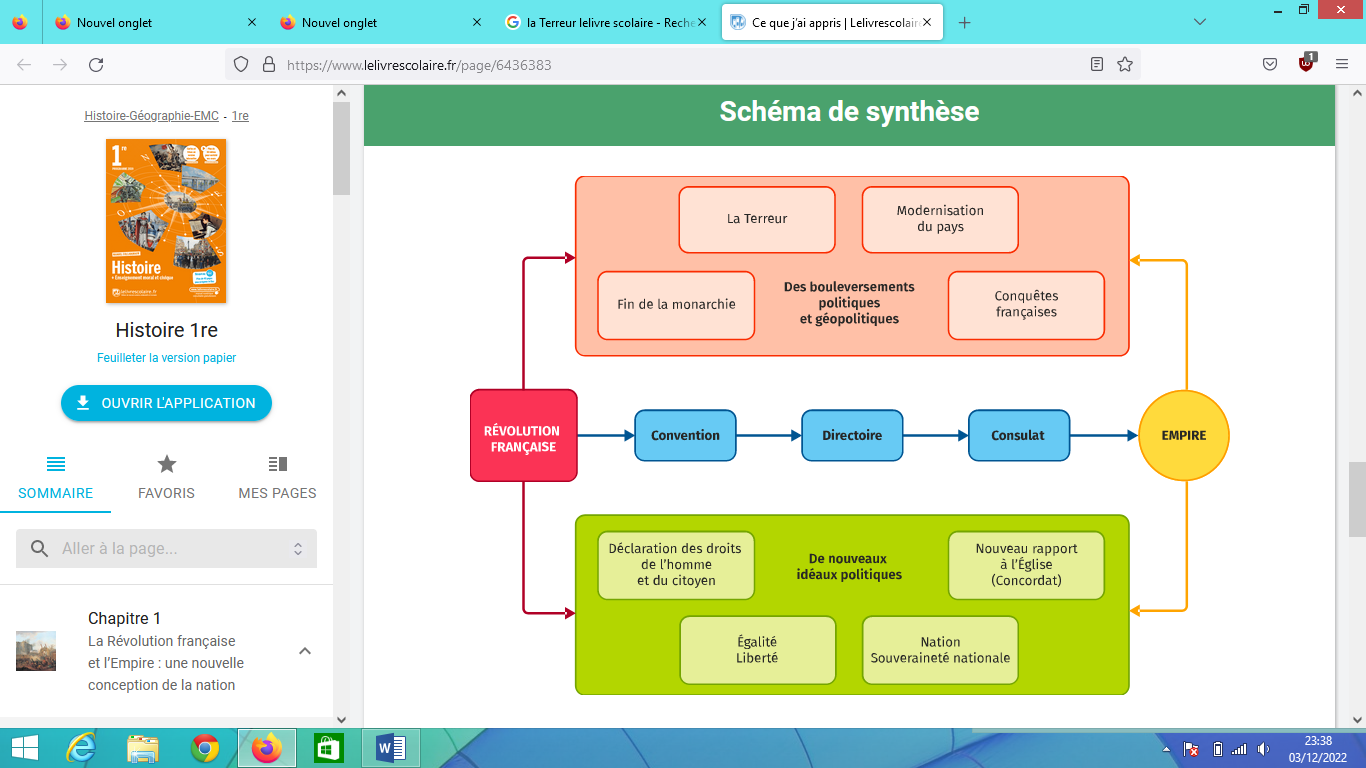 Nouvel onglet
Nouvel onglet
la Terreur lelivre scolaire - Reche
Ce que j'ai appris | Lelivrescolaire
https://www.lelivrescolaire.fr/page/6436383
1
Histoire-Géographie-EMC - 1re
1re
Histoire
Histoire 1re
Feuilleter la version papier
OUVRIR L'APPLICATION
SOMMAIRE
FAVORIS
MES PAGES
Aller à la page...
Chapitre 1
La Révolution française
et l'Empire : une nouvelle
conception de la nation
Schéma de synthèse
La Terreur
Modernisation
du pays
Fin de la monarchie
Des bouleversements
politiques
et géopolitiques
Conquêtes
françaises
RÉVOLUTION
FRANÇAISE
Convention
Directoire
Consulat
EMPIRE
Déclaration des droits
de l'homme
et du citoyen
De nouveaux
idéaux politiques
Nouveau rapport
à l'Église
(Concordat)
Égalité
Liberté
Nation
Souveraineté nationale
23:38
03/12/2022